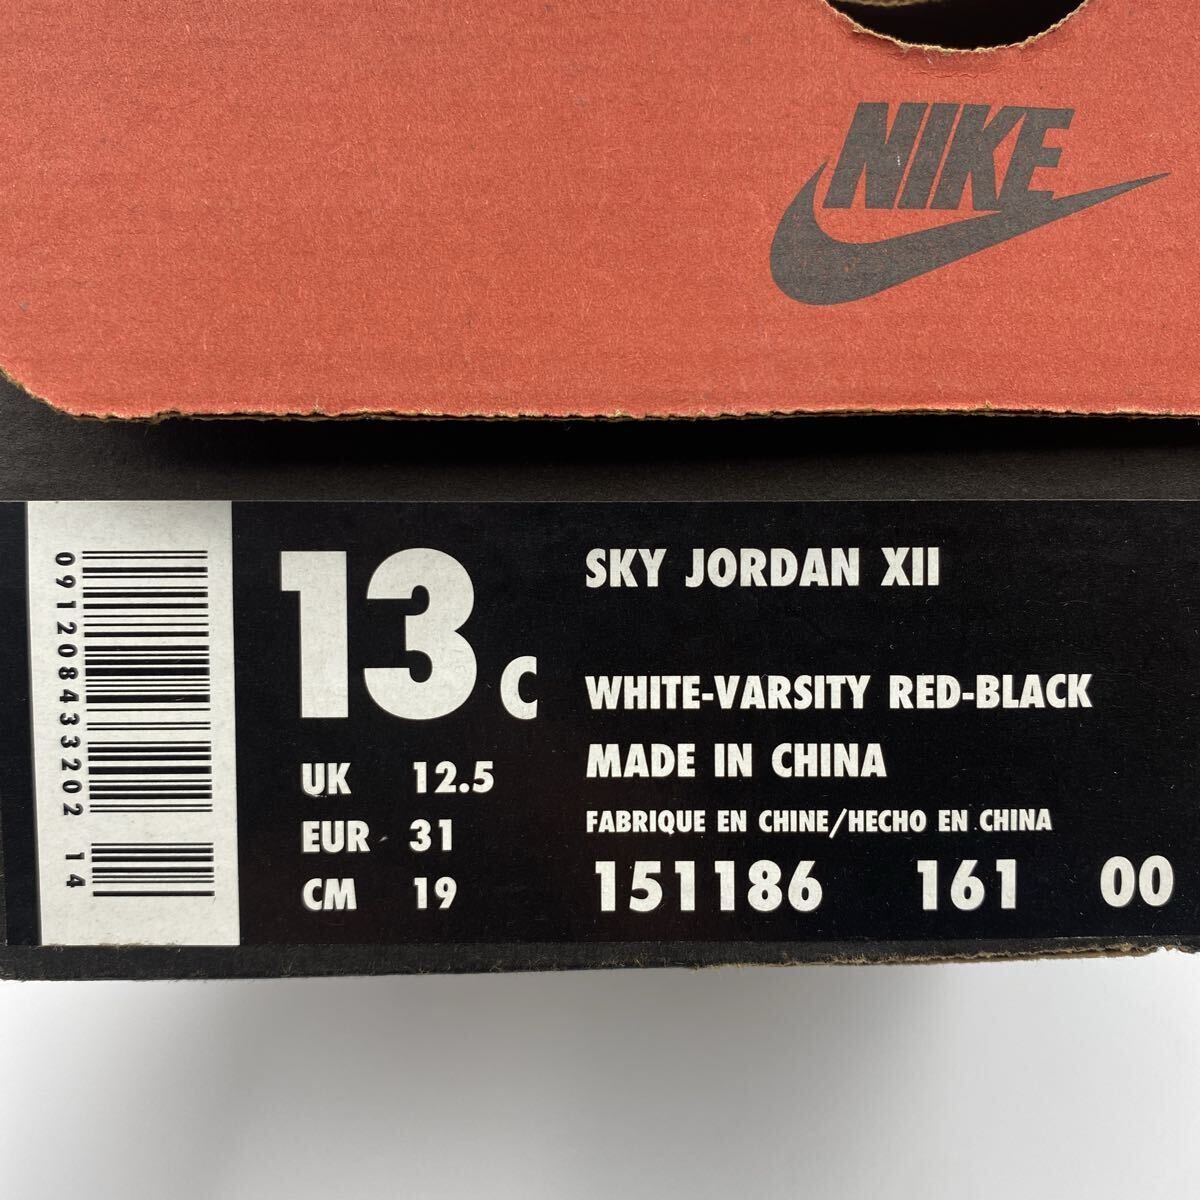 NIKE
091208433202 14
13 C
UK 12.5
EUR 31
CM 19
SKY JORDAN XII
WHITE-VARSITY RED-BLACK
MADE IN CHINA
FABRIQUE EN CHINE/HECHO EN CHINA
151186 161 00